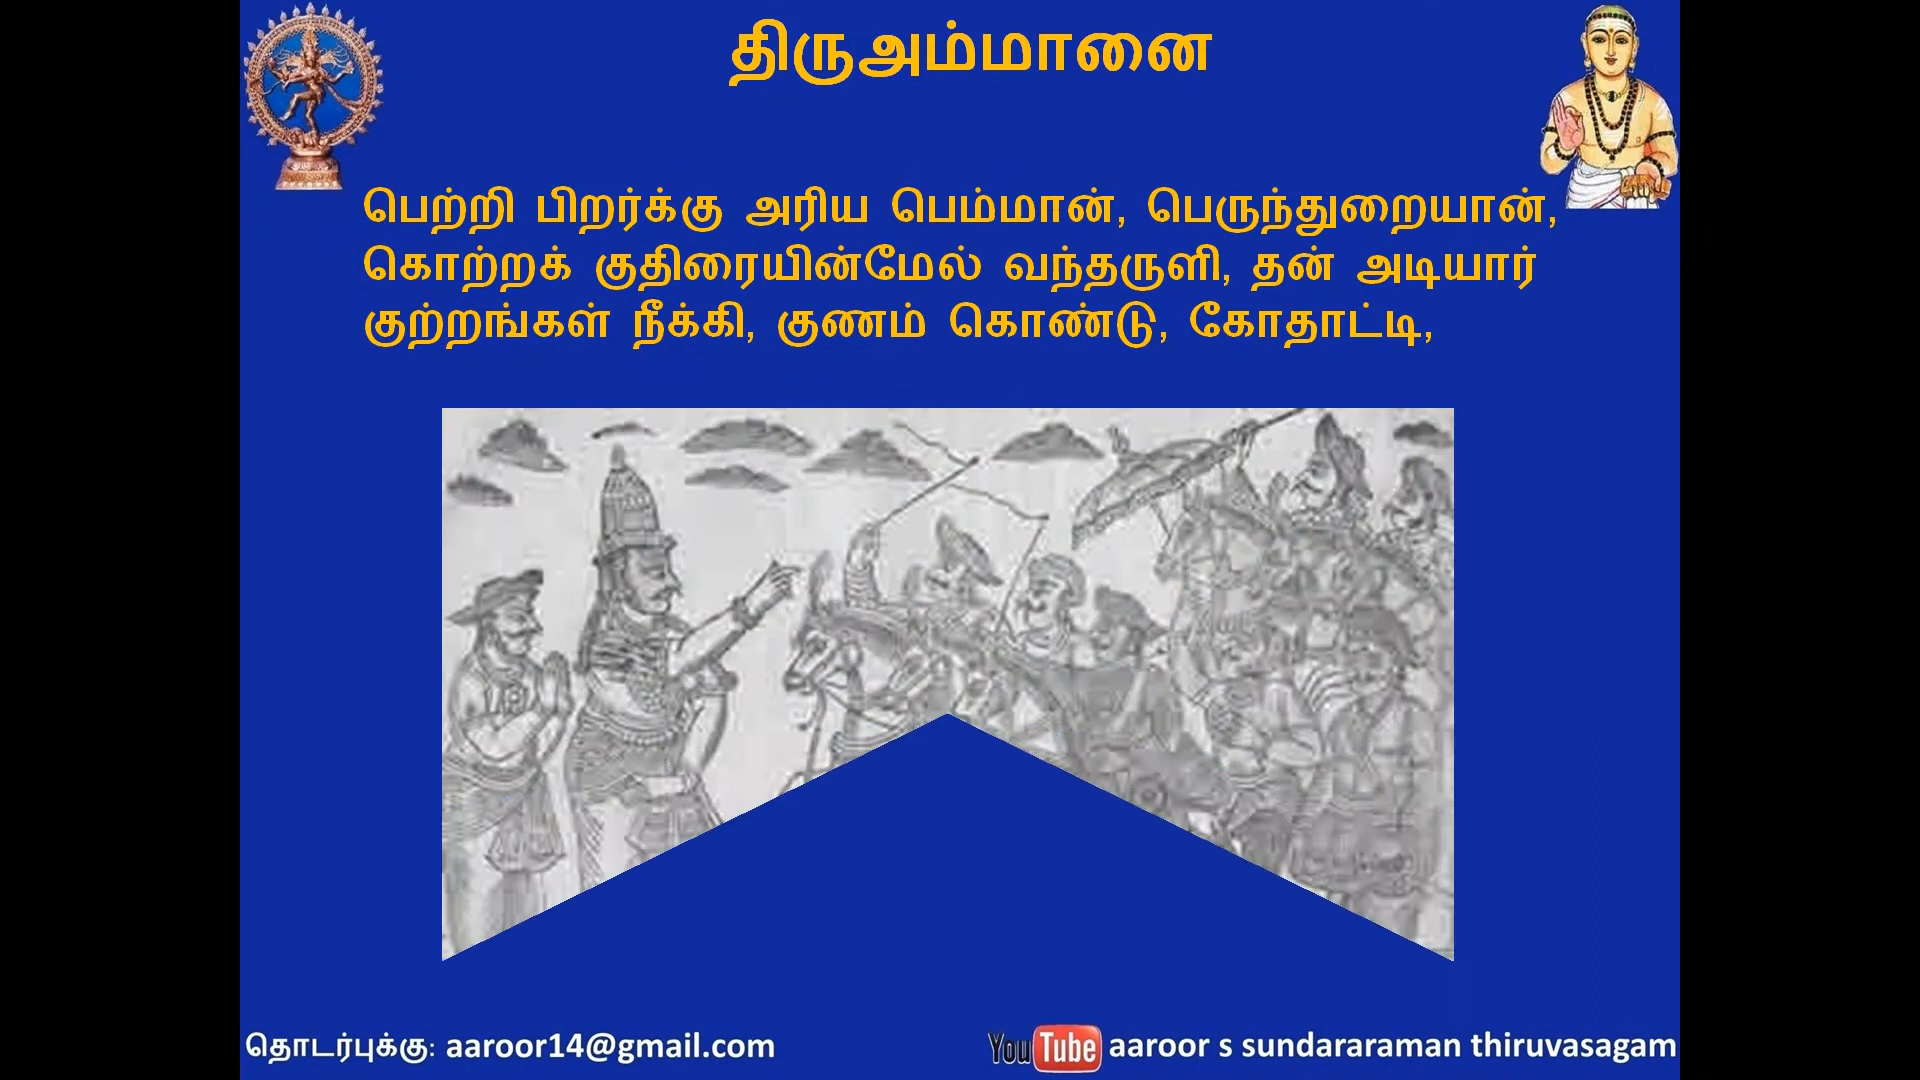 திருஅம்மானை
பெற்றி பிறர்க்கு அரிய பெம்மான், பெருந்துறையான்,
கொற்றக் குதிரையின்மேல் வந்தருளி, தன் அடியார்
குற்றங்கள் நீக்கி, குணம் கொண்டு, கோதாட்டி,
தொடர்புக்கு: aaroor14@gmail.com
YouTube aaroor s sundararaman thiruvasagam